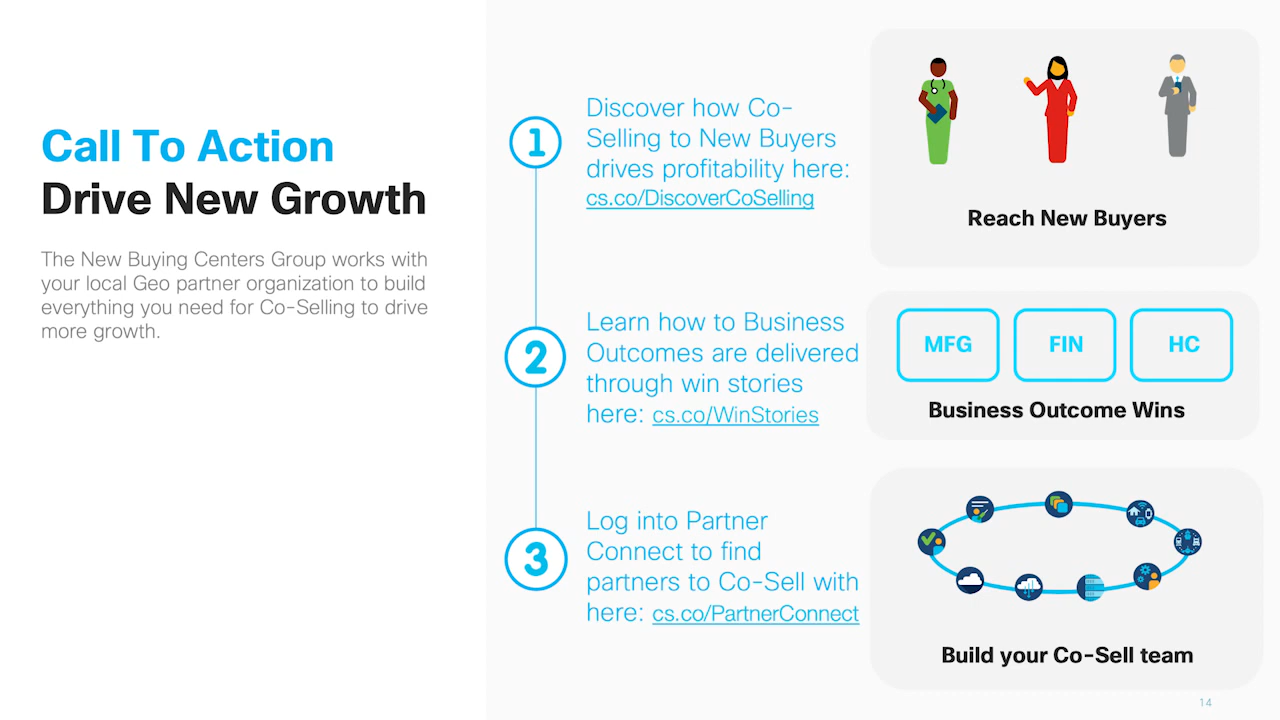 Call To Action
Drive New Growth
The New Buying Centers Group works with
your local Geo partner organization to build
everything you need for Co-Selling to drive
more growth.
1
Discover how Co-
Selling to New Buyers
drives profitability here:
cs.co/DiscoverCoSelling
Reach New Buyers
2
Learn how to Business
Outcomes are delivered
through win stories
here: cs.co/WinStories
MFG FIN HC
Business Outcome Wins
3
Log into Partner
Connect to find
partners to Co-Sell with
here: cs.co/PartnerConnect
Build your Co-Sell team
14